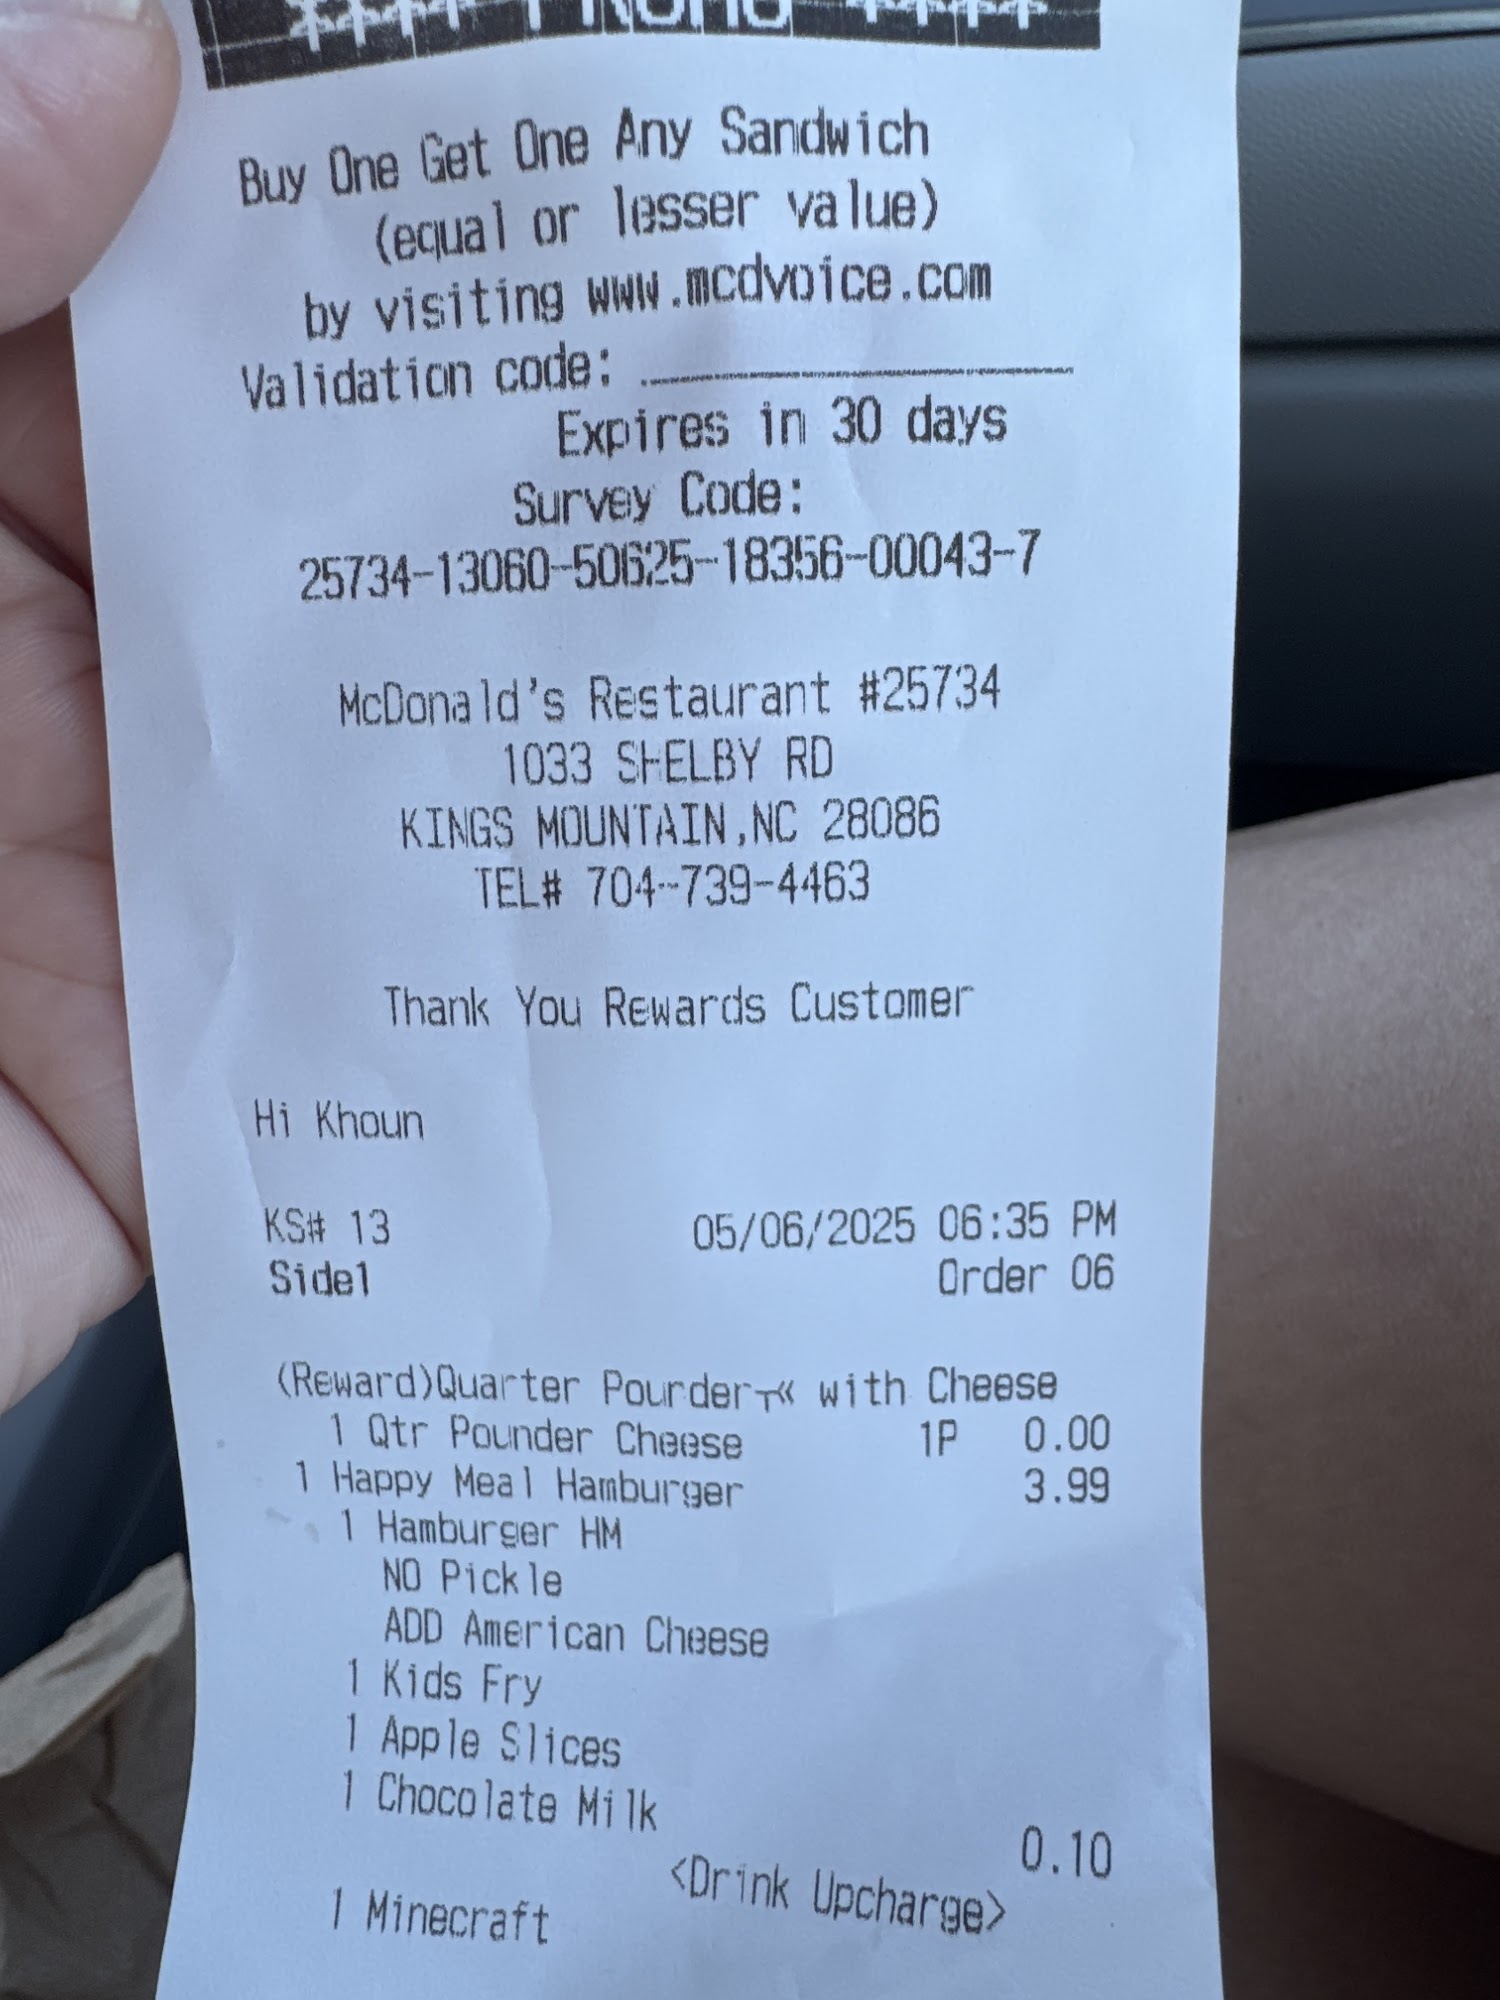 **** PROMO ****
Buy One Get One Any Sandwich
(equal or lesser value)
by visiting www.mcdvoice.com
Validation code:
Expires in 30 days
Survey Code:
25734-13060-50625-18356-00043-7
McDonald's Restaurant #25734
1033 SHELBY RD
KINGS MOUNTAIN,NC 28086
TEL# 704-739-4463
Thank You Rewards Customer
Hi Khoun
KS# 13 05/06/2025 06:35 PM
Side1 Order 06
(Reward)Quarter Pounder┬« with Cheese
1 Qtr Pounder Cheese 1P 0.00
1 Happy Meal Hamburger 3.99
1 Hamburger HM
NO Pickle
ADD American Cheese
1 Kids Fry
1 Apple Slices
1 Chocolate Milk
<Drink Upcharge> 0.10
1 Minecraft